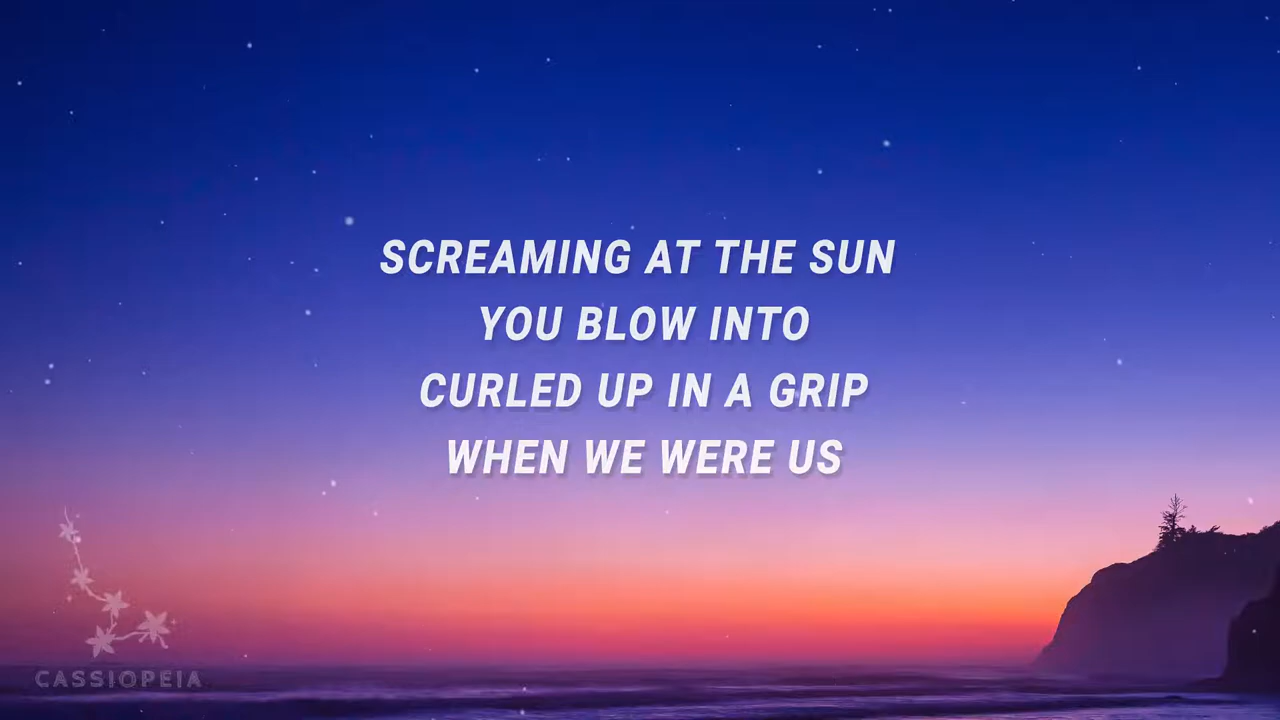 SCREAMING AT THE SUN
YOU BLOW INTO
CURLED UP IN A GRIP
WHEN WE WERE US
CASSIOPEIA